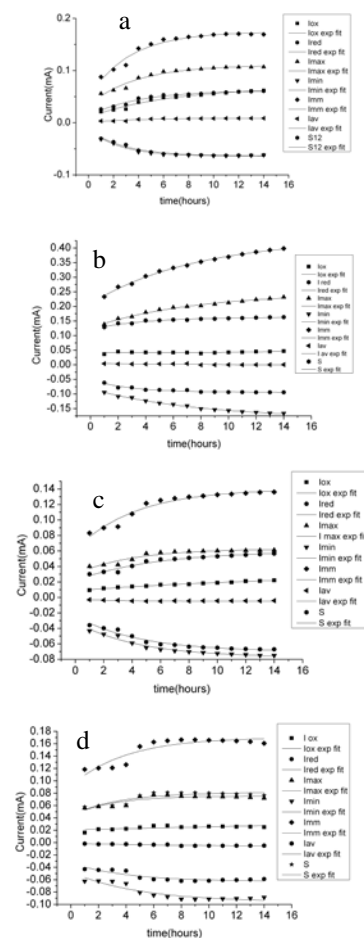 a
0.2
0.1
0.0
-0.1
Current(mA)
0 2 4 6 8 10 12 14 16
time(hours)
Iox
Iox exp fit
Ired
Ired exp fit
Imax
Imax exp fit
Imin
Imin exp fit
Imm
Imm exp fit
Iav
Iav exp fit
S12
S12 exp fit
b
0.40
0.35
0.30
0.25
0.20
0.15
0.10
0.05
0.00
-0.05
-0.10
-0.15
Current(mA)
0 2 4 6 8 10 12 14 16
time(hours)
Iox
Iox exp fit
I red
Ired exp fit
Imax
Imax exp fit
Imin
Imin exp fit
Imm
Imm exp fit
Iav
I av exp fit
S
S exp fit
c
0.14
0.12
0.10
0.08
0.06
0.04
0.02
0.00
-0.02
-0.04
-0.06
-0.08
Current(mA)
0 2 4 6 8 10 12 14 16
time(hours)
Iox
Iox exp fit
Ired
Ired exp fit
Imax
I max exp fit
Imin
Imin exp fit
Imm
Imm exp fit
Iav
Iav exp fit
S
S exp fit
d
0.18
0.16
0.14
0.12
0.10
0.08
0.06
0.04
0.02
0.00
-0.02
-0.04
-0.06
-0.08
-0.10
Current(mA)
0 2 4 6 8 10 12 14 16
time(hours)
I ox
Iox exp fit
Ired
Ired exp fit
Imax
Imax exp fit
Imin
Imin exp fit
Imm
Imm exp fit
Iav
Iav exp fit
S
S exp fit